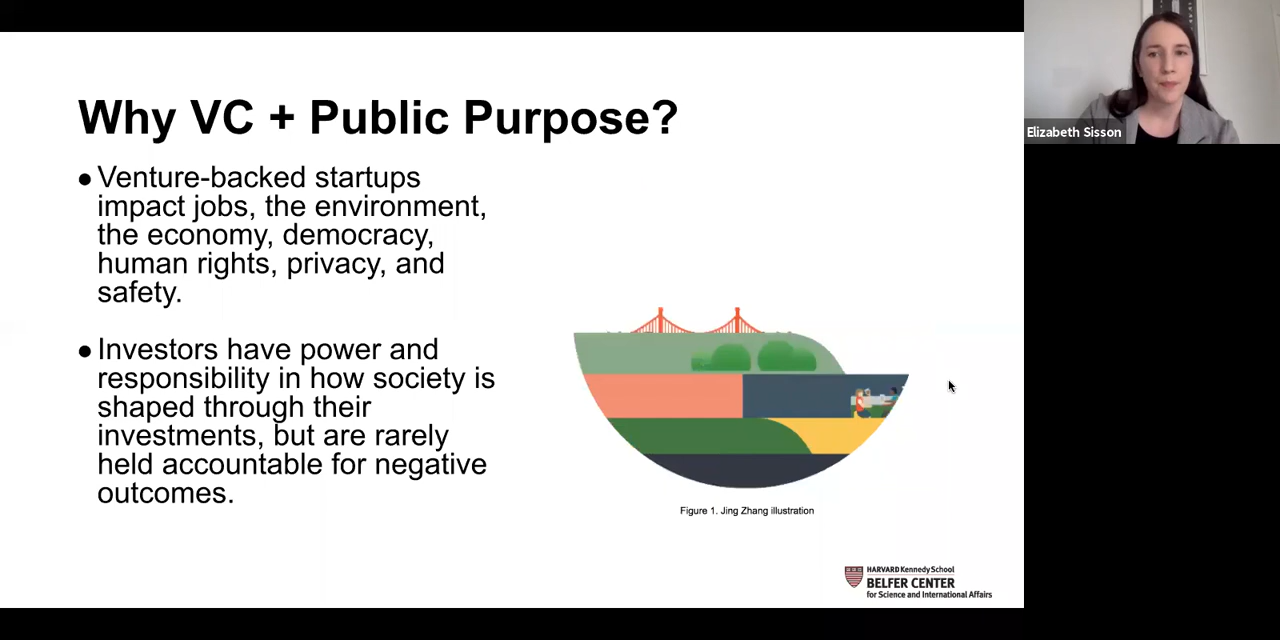 Why VC + Public Purpose?
● Venture-backed startups
impact jobs, the environment,
the economy, democracy,
human rights, privacy, and
safety.
● Investors have power and
responsibility in how society is
shaped through their
investments, but are rarely
held accountable for negative
outcomes.
Figure 1. Jing Zhang illustration
HARVARD Kennedy School
BELFER CENTER
for Science and International Affairs
Elizabeth Sisson